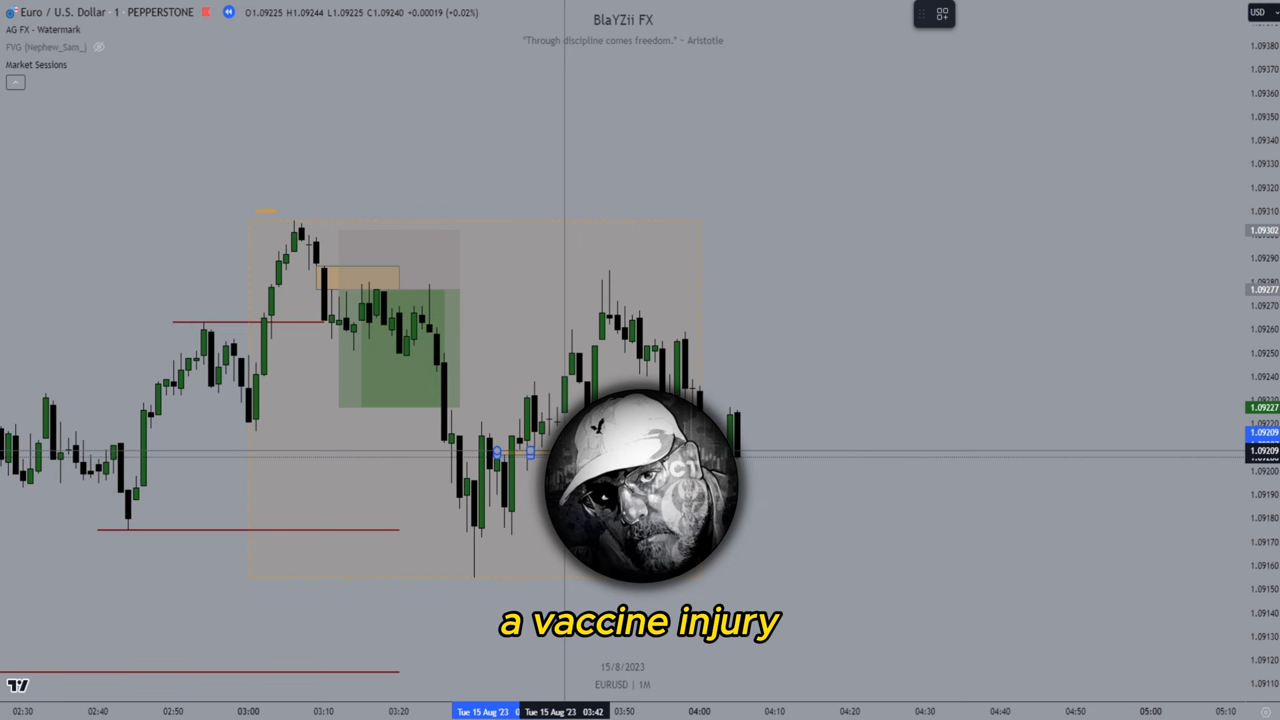 Euro / U.S. Dollar · 1 · PEPPERSTONE O1.09225 H1.09244 L1.09225 C1.09240 +0.00019 (+0.02%)
AG FX - Watermark
FVG (Nephew_Sam_)
Market Sessions
BlaYZii FX
"Through discipline comes freedom." ~ Aristotle
USD
1.09380
1.09370
1.09360
1.09350
1.09340
1.09330
1.09320
1.09310
1.09302
1.09290
1.09277
1.09270
1.09260
1.09250
1.09240
1.09227
1.09209
1.09209
1.09200
1.09190
1.09180
1.09170
1.09160
1.09150
1.09140
1.09130
1.09120
1.09110
CT
a vaccine injury
15/8/2023
EURUSD | 1M
02:30 02:40 02:50 03:00 03:10 03:20 Tue 15 Aug '23 Tue 15 Aug '23 03:42 03:50 04:00 04:10 04:20 04:30 04:40 04:50 05:00 05:10